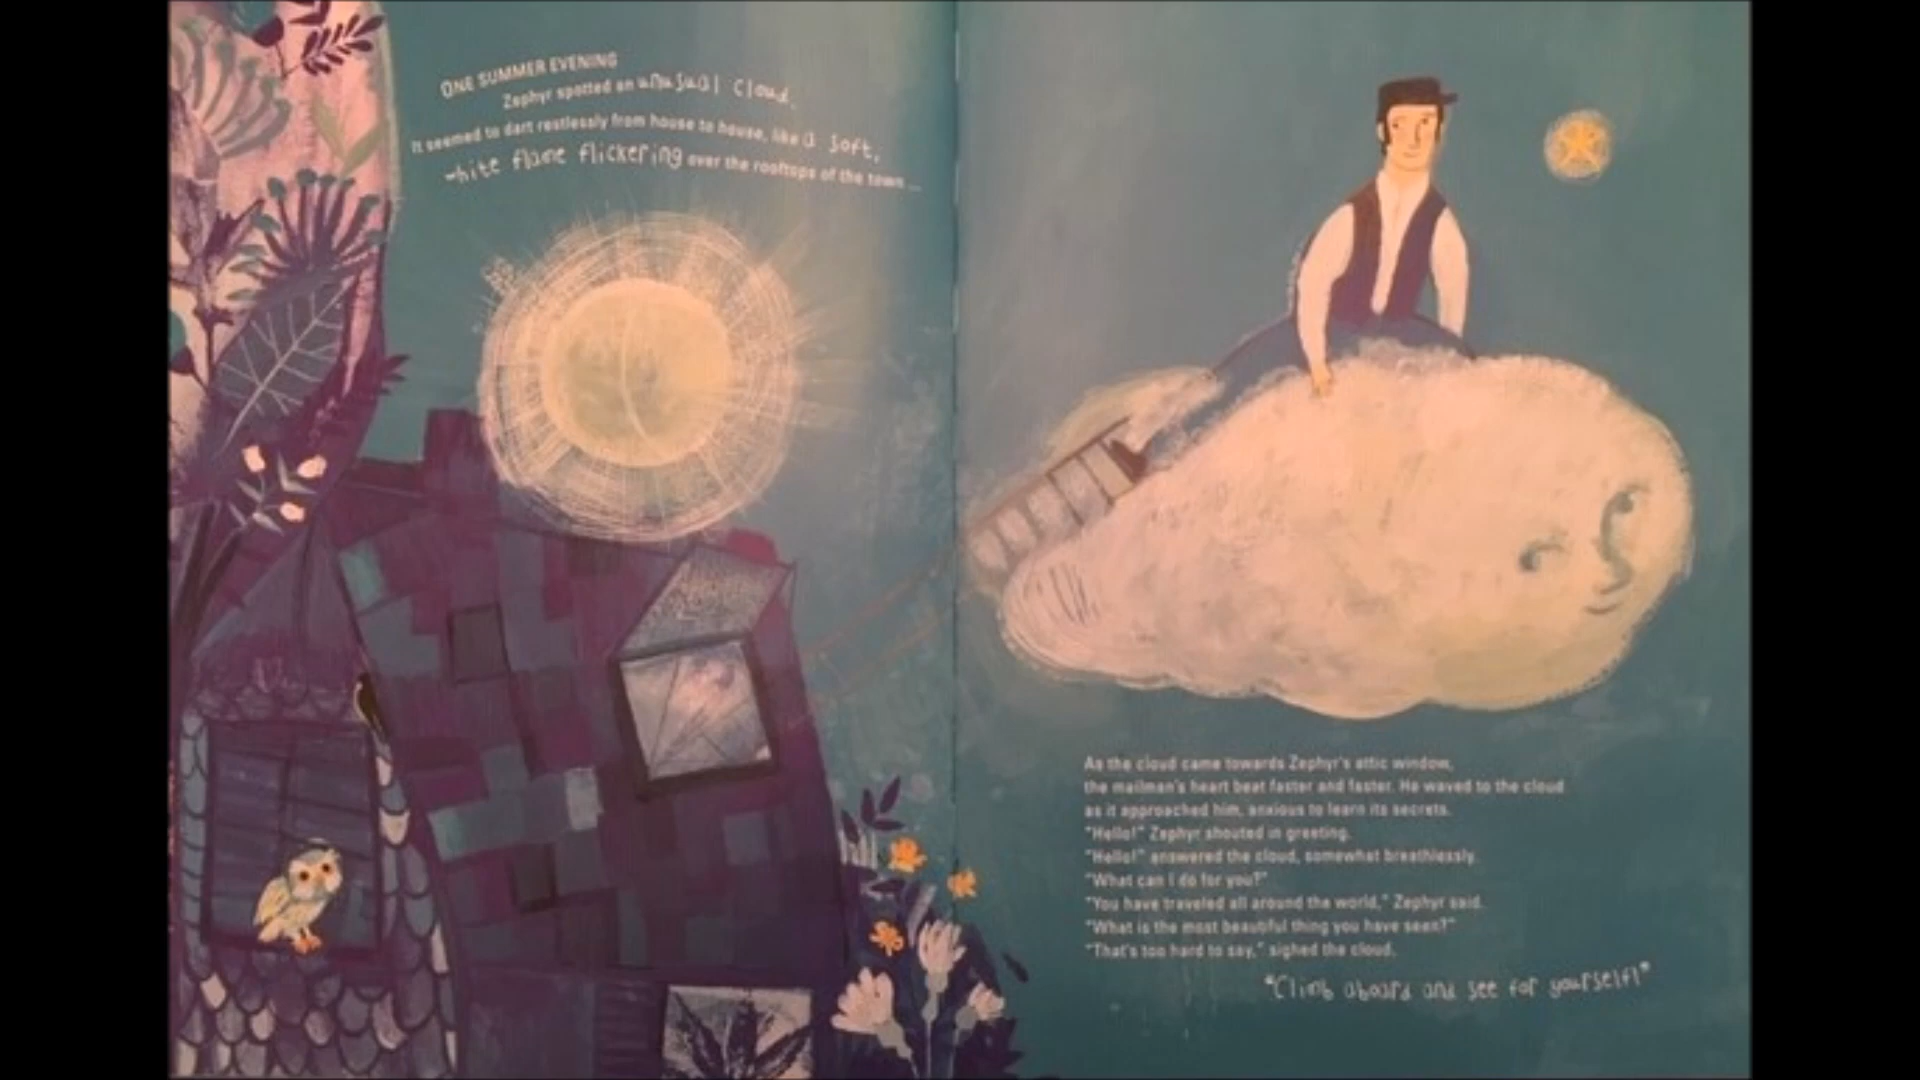 ONE SUMMER EVENING
Zephyr spotted an unusual cloud.
It seemed to dart restlessly from house to house, like a soft,
white flame flickering over the rooftops of the town ...
As the cloud came towards Zephyr's attic window,
the mailman's heart beat faster and faster. He waved to the cloud
as it approached him, anxious to learn its secrets.
"Hello!" Zephyr shouted in greeting.
"Hello!" answered the cloud, somewhat breathlessly.
"What can I do for you?"
"You have traveled all around the world," Zephyr said.
"What is the most beautiful thing you have seen?"
"That's too hard to say," sighed the cloud.
"Climb aboard and see for yourself!"